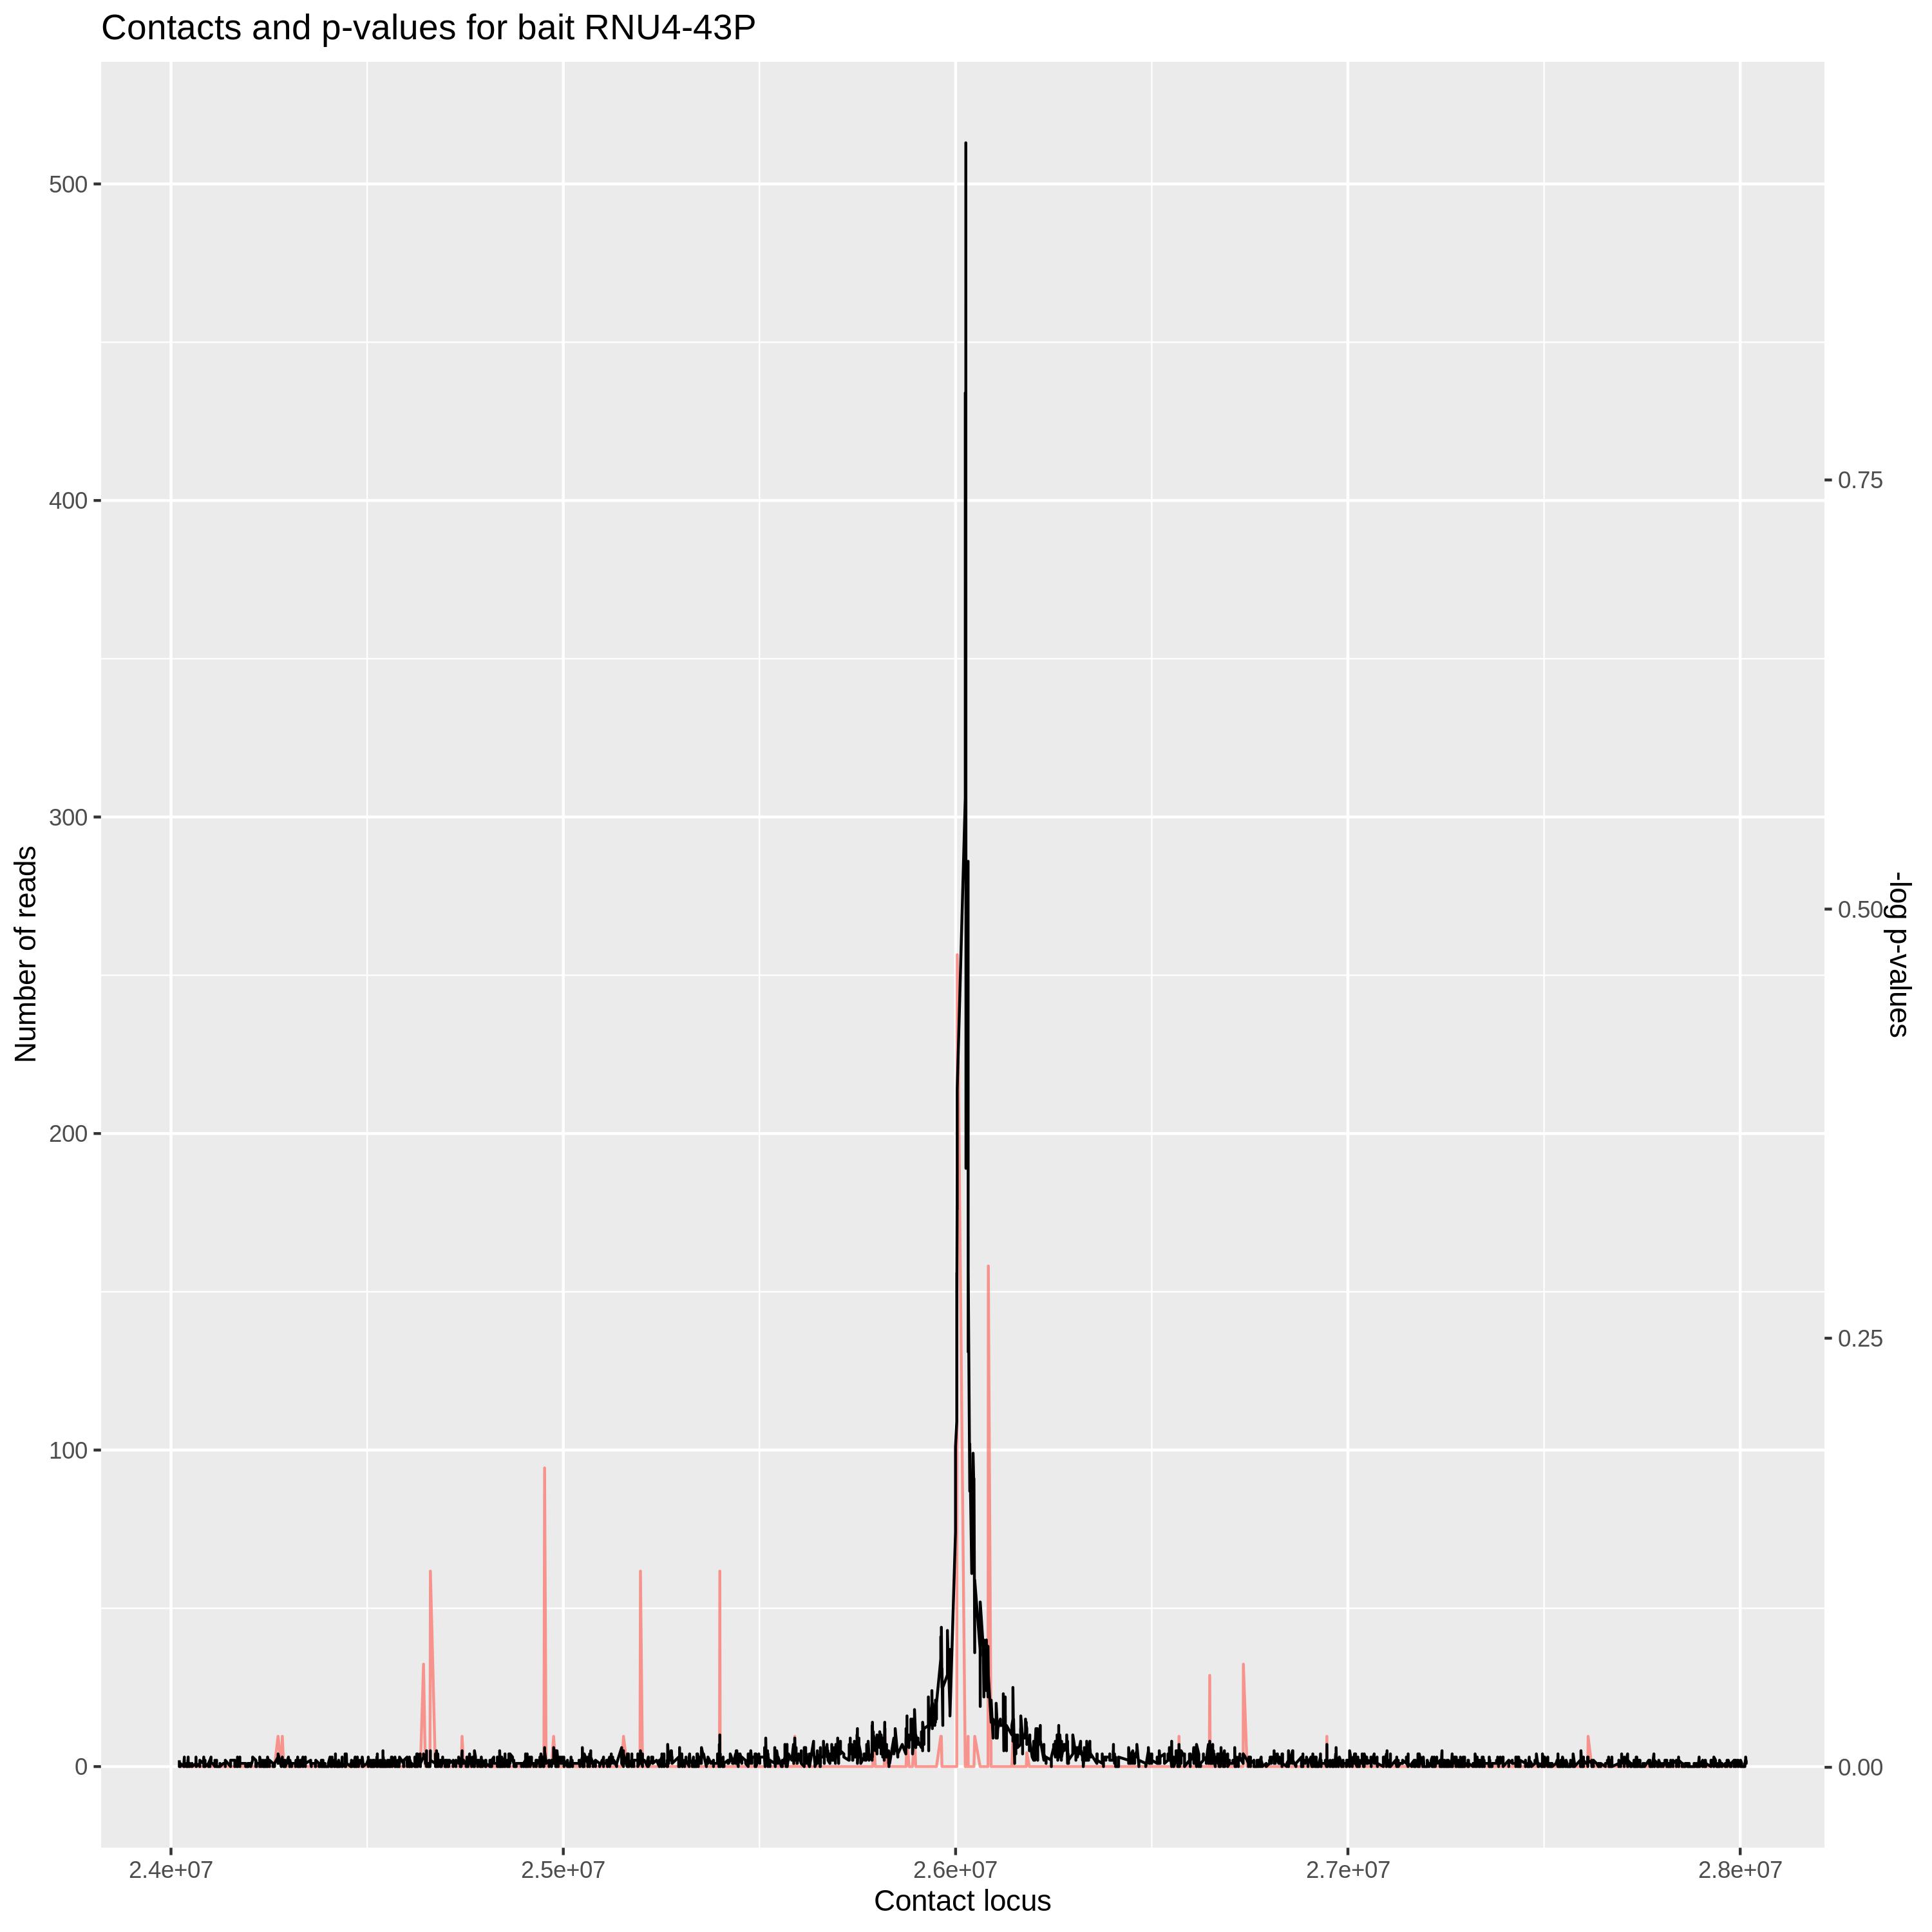 Contacts and p-values for bait RNU4-43P
500
400
300
200
100
0
Number of reads
0.75
0.50
0.25
0.00
-log p-values
2.4e+07
2.5e+07
2.6e+07
2.7e+07
2.8e+07
Contact locus